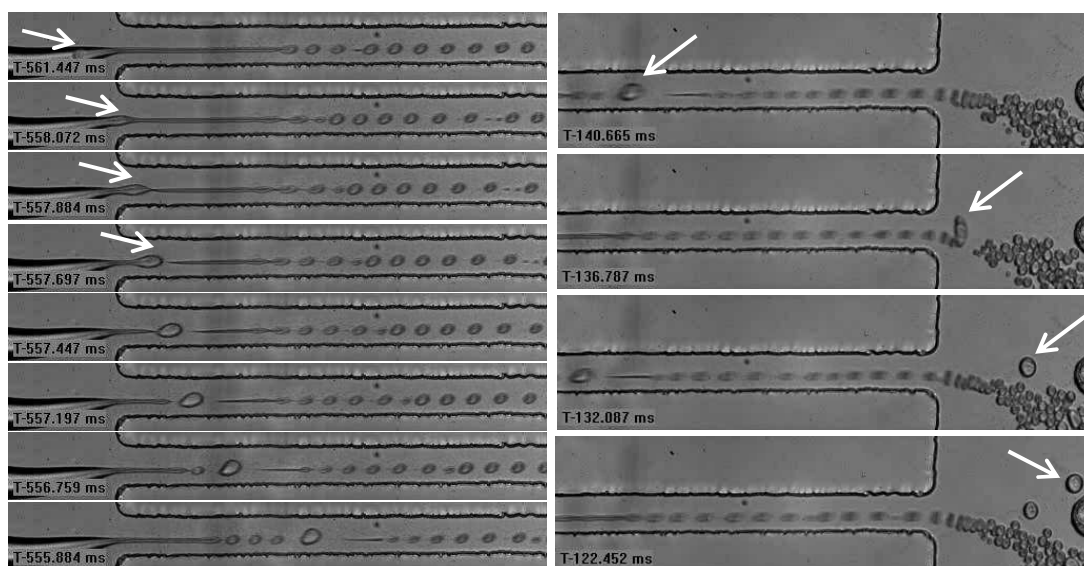 T-561.447 ms
T-558.072 ms
T-557.884 ms
T-557.697 ms
T-557.447 ms
T-557.197 ms
T-556.759 ms
T-555.884 ms
T-140.665 ms
T-136.787 ms
T-132.087 ms
T-122.452 ms